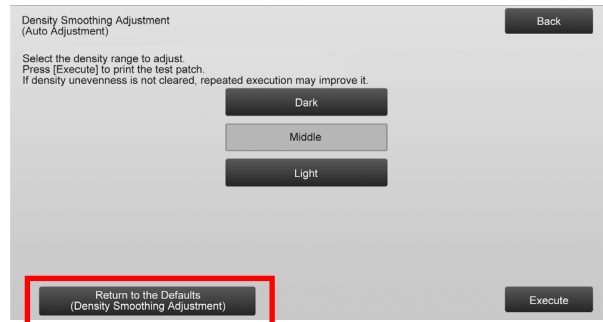 Density Smoothing Adjustment
(Auto Adjustment)
Back
Select the density range to adjust.
Press [Execute] to print the test patch.
If density unevenness is not cleared, repeated execution may improve it.
Dark
Middle
Light
Return to the Defaults
(Density Smoothing Adjustment)
Execute